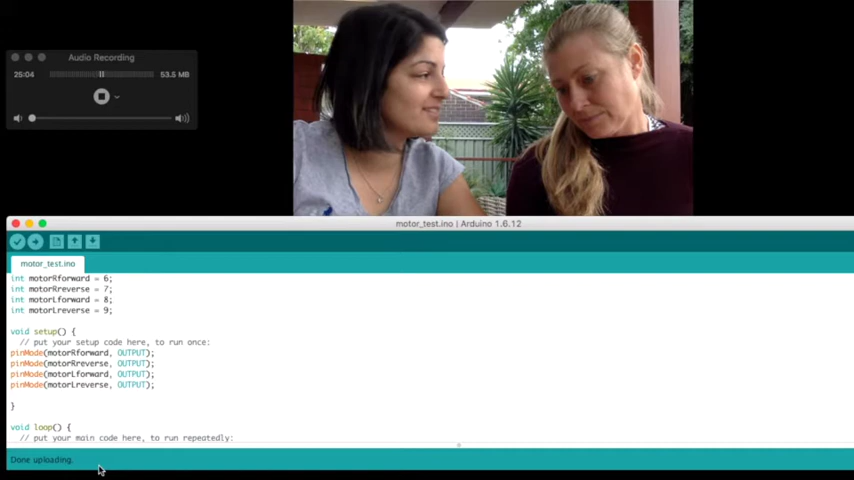 Audio Recording
25:04
53.5 MB
motor_test.ino | Arduino 1.6.12
motor_test.ino
int motorRforward = 6;
int motorRreverse = 7;
int motorLforward = 8;
int motorLreverse = 9;
void setup() {
// put your setup code here, to run once:
pinMode(motorRforward, OUTPUT);
pinMode(motorRreverse, OUTPUT);
pinMode(motorLforward, OUTPUT);
pinMode(motorLreverse, OUTPUT);
}
void loop() {
// put your main code here, to run repeatedly:
Done uploading.